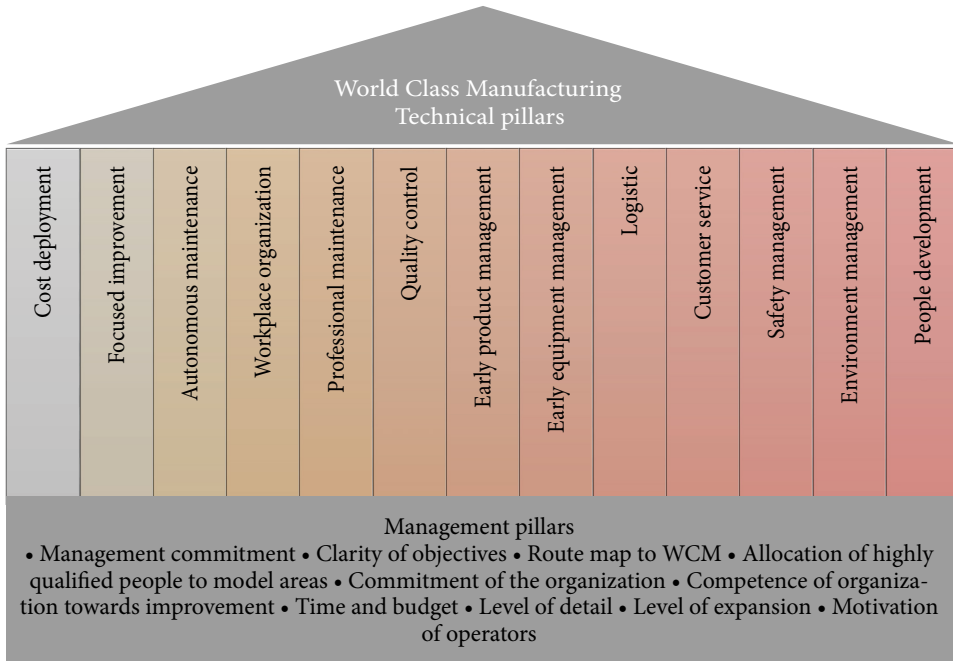 World Class Manufacturing
Technical pillars
Cost deployment
Focused improvement
Autonomous maintenance
Workplace organization
Professional maintenance
Quality control
Early product management
Early equipment management
Logistic
Customer service
Safety management
Environment management
People development
Management pillars
• Management commitment • Clarity of objectives • Route map to WCM • Allocation of highly
qualified people to model areas • Commitment of the organization • Competence of organiza-
tion towards improvement • Time and budget • Level of detail • Level of expansion • Motivation
of operators